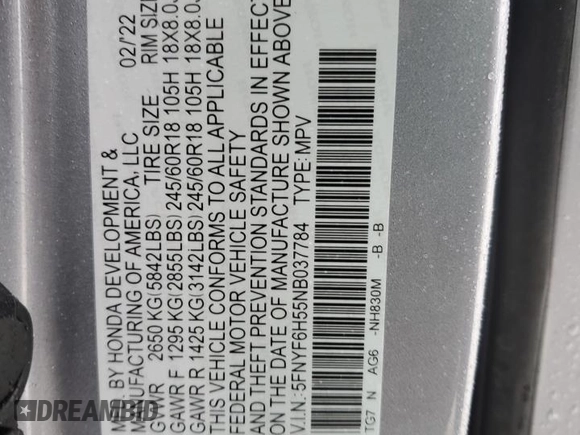 MFD BY HONDA DEVELOPMENT &
MANUFACTURING OF AMERICA, LLC 02/'22
GAWR 2650 KG(5842LBS) TIRE SIZE RIM SIZE
GAWR F 1295 KG(2855LBS) 245/60R18 105H 18X8.0J
GAWR R 1425 KG(3142LBS) 245/60R18 105H 18X8.0J
THIS VEHICLE CONFORMS TO ALL APPLICABLE
FEDERAL MOTOR VEHICLE SAFETY
AND THEFT PREVENTION STANDARDS IN EFFECT
ON THE DATE OF MANUFACTURE SHOWN ABOVE
V.I.N.:5FNYF6H55NB037784 TYPE: MPV
TG7 N AG6 -NH830M -B -B
DREAMBID